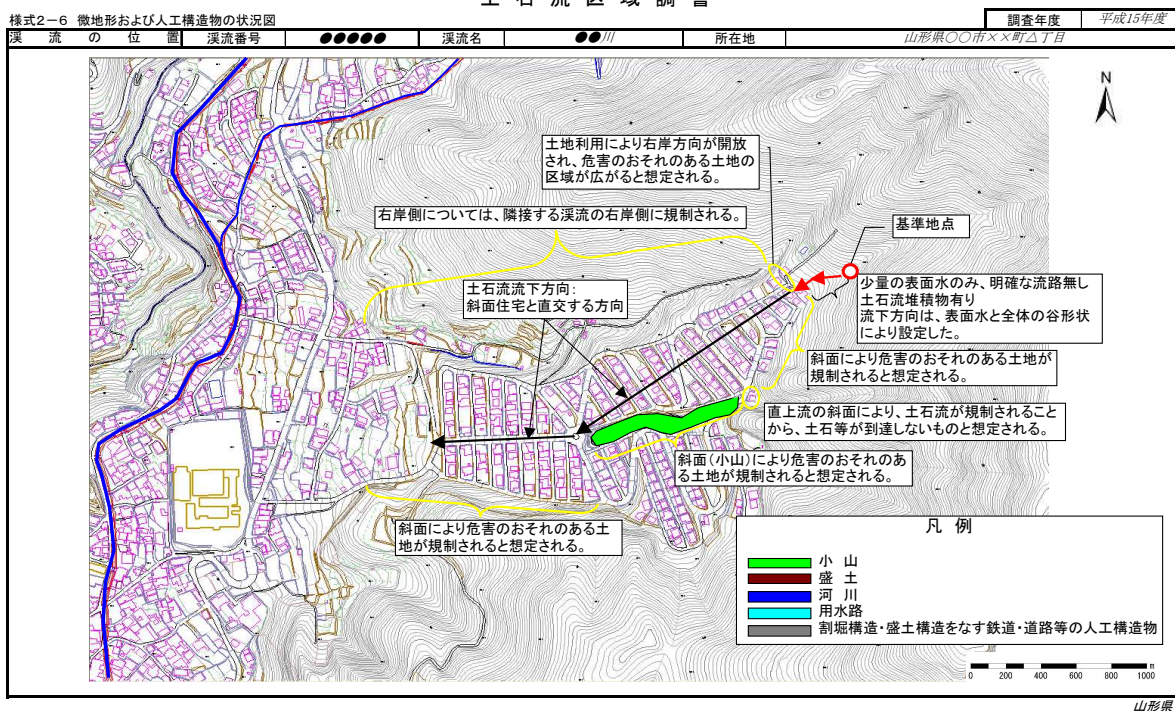 土 石 流 区 域 調 書
様式2-6 微地形および人工構造物の状況図
調査年度
平成15年度
渓流の位置
渓流番号
●●●●●
渓流名
●●川
所在地
山形県〇〇市××町△丁目
N
土地利用により右岸方向が開放
され、危害のおそれのある土地の
区域が広がると想定される。
右岸側については、隣接する渓流の右岸側に規制される。
基準地点
土石流流下方向：
斜面住宅と直交する方向
少量の表面水のみ、明確な流路無し
土石流堆積物有り
流下方向は、表面水と全体の谷形状
により設定した。
斜面により危害のおそれのある土地が
規制されると想定される。
直上流の斜面により、土石流が規制されること
から、土石等が到達しないものと想定される。
斜面（小山）により危害のおそれのあ
る土地が規制されると想定される。
斜面により危害のおそれのある土
地が規制されると想定される。
凡 例
小 山
盛 土
河 川
用水路
割堀構造・盛土構造をなす鉄道・道路等の人工構造物
m
0 200 400 600 800 1000
山形県